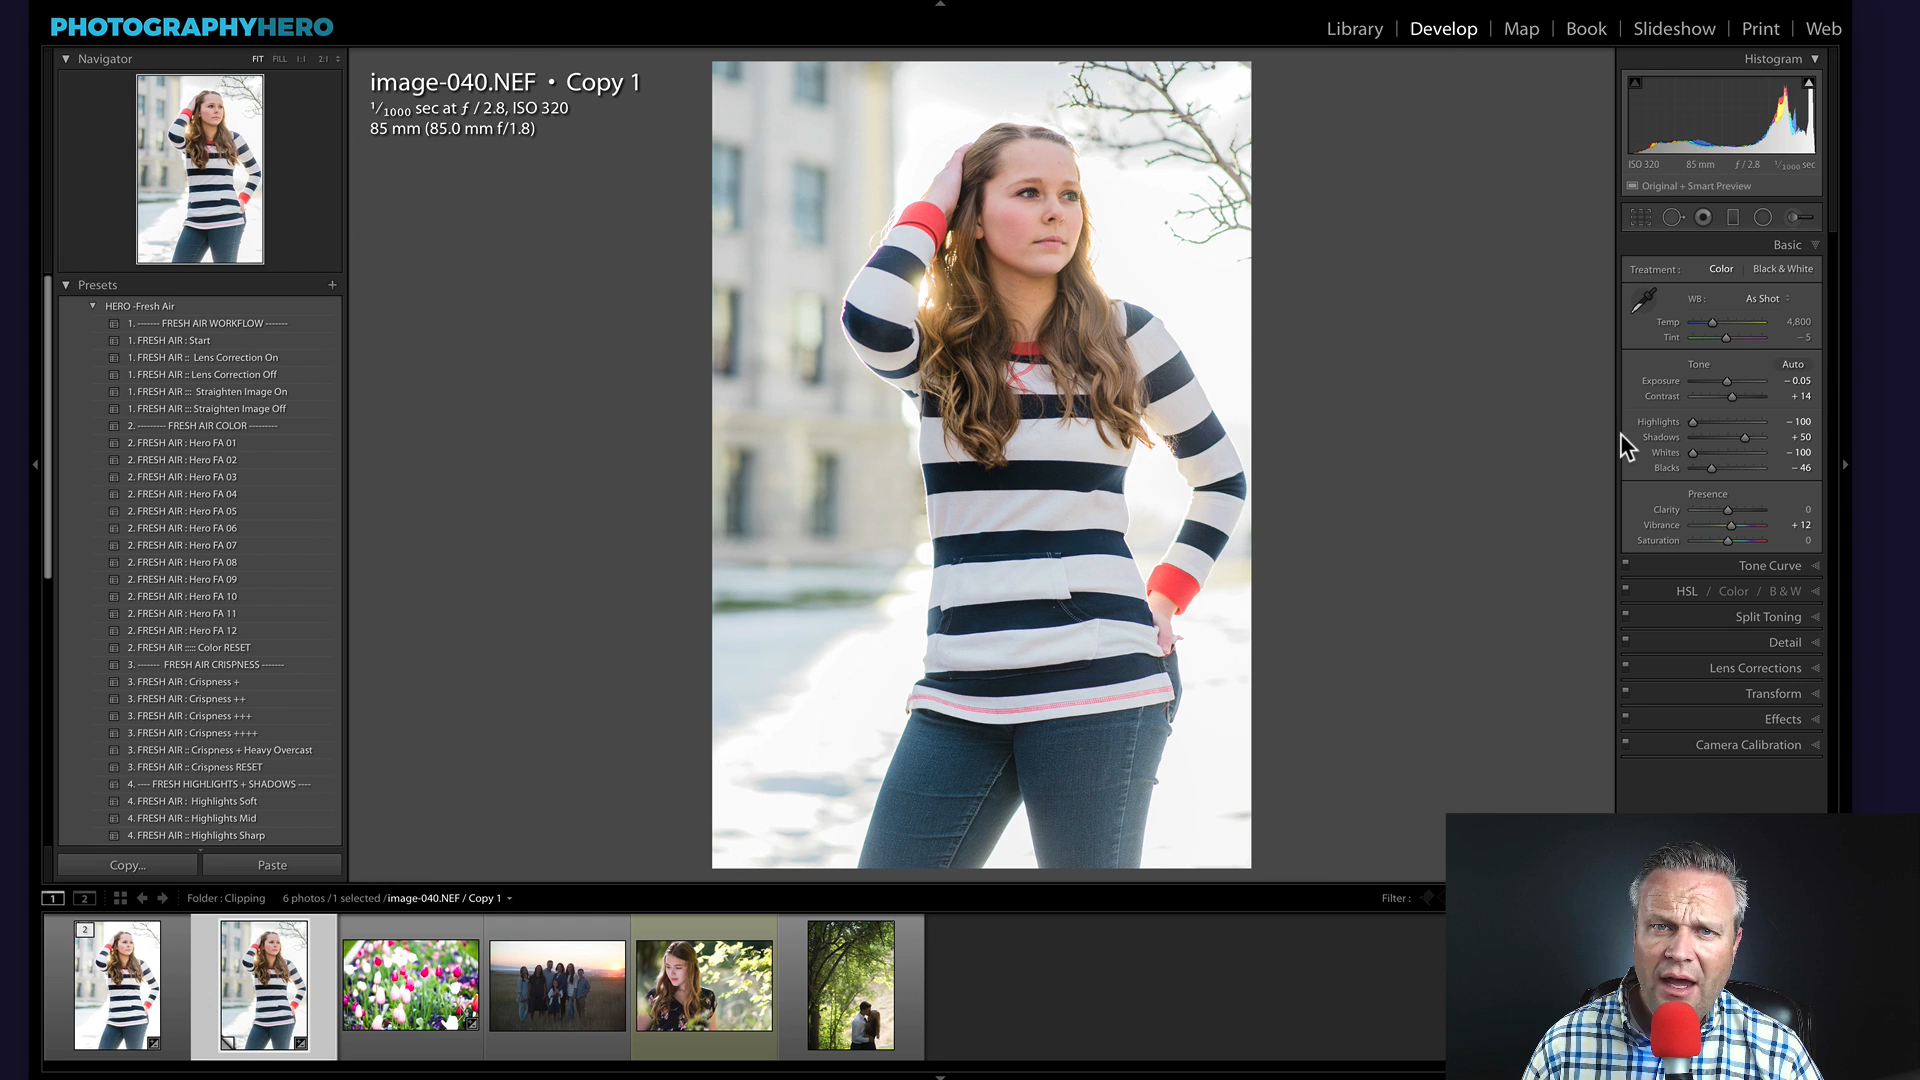 PHOTOGRAPHYHERO
Library | Develop | Map | Book | Slideshow | Print | Web
Navigator
FIT FILL 1:1 2:1
Presets +
HERO -Fresh Air
1. ------- FRESH AIR WORKFLOW -------
1. FRESH AIR : Start
1. FRESH AIR :: Lens Correction On
1. FRESH AIR :: Lens Correction Off
1. FRESH AIR ::: Straighten Image On
1. FRESH AIR ::: Straighten Image Off
2. --------- FRESH AIR COLOR ---------
2. FRESH AIR : Hero FA 01
2. FRESH AIR : Hero FA 02
2. FRESH AIR : Hero FA 03
2. FRESH AIR : Hero FA 04
2. FRESH AIR : Hero FA 05
2. FRESH AIR : Hero FA 06
2. FRESH AIR : Hero FA 07
2. FRESH AIR : Hero FA 08
2. FRESH AIR : Hero FA 09
2. FRESH AIR : Hero FA 10
2. FRESH AIR : Hero FA 11
2. FRESH AIR : Hero FA 12
2. FRESH AIR ::::: Color RESET
3. ------- FRESH AIR CRISPNESS -------
3. FRESH AIR : Crispness +
3. FRESH AIR : Crispness ++
3. FRESH AIR : Crispness +++
3. FRESH AIR : Crispness ++++
3. FRESH AIR :: Crispness + Heavy Overcast
3. FRESH AIR :: Crispness RESET
4. ---- FRESH HIGHLIGHTS + SHADOWS ----
4. FRESH AIR : Highlights Soft
4. FRESH AIR :: Highlights Mid
4. FRESH AIR :: Highlights Sharp
Copy... Paste
image-040.NEF • Copy 1
1/1000 sec at ƒ / 2.8, ISO 320
85 mm (85.0 mm f/1.8)
Histogram
ISO 320 85 mm ƒ / 2.8 1/1000 sec
Original + Smart Preview
Basic
Treatment : Color | Black & White
WB : As Shot
Temp 4,800
Tint – 5
Tone Auto
Exposure – 0.05
Contrast + 14
Highlights – 100
Shadows + 50
Whites – 100
Blacks – 46
Presence
Clarity 0
Vibrance + 12
Saturation 0
Tone Curve
HSL / Color / B & W
Split Toning
Detail
Lens Corrections
Transform
Effects
Camera Calibration
1 2 Folder : Clipping 6 photos /1 selected /image-040.NEF / Copy 1 Filter :
2